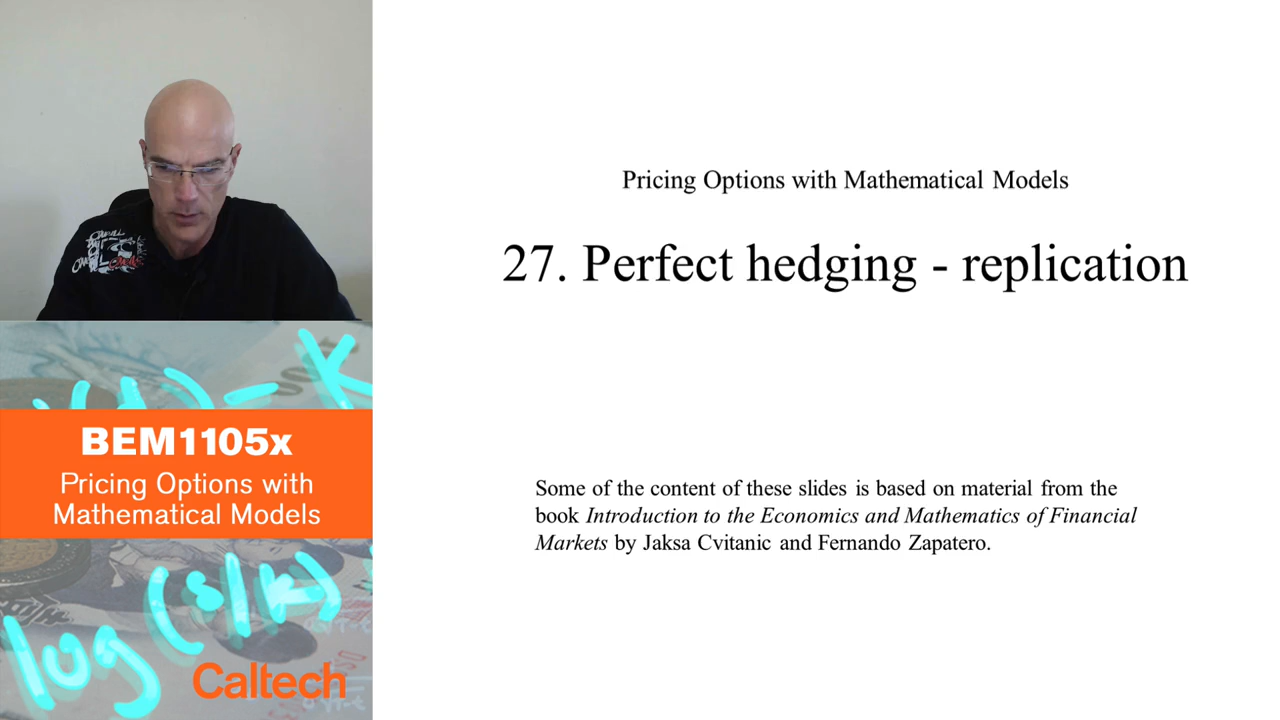 Pricing Options with Mathematical Models
27. Perfect hedging - replication
Some of the content of these slides is based on material from the
book Introduction to the Economics and Mathematics of Financial
Markets by Jaksa Cvitanic and Fernando Zapatero.
BEM1105x
Pricing Options with
Mathematical Models
log(s/k)
Caltech